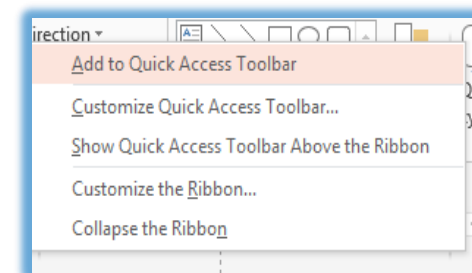 irection
Add to Quick Access Toolbar
Customize Quick Access Toolbar...
Show Quick Access Toolbar Above the Ribbon
Customize the Ribbon...
Collapse the Ribbon